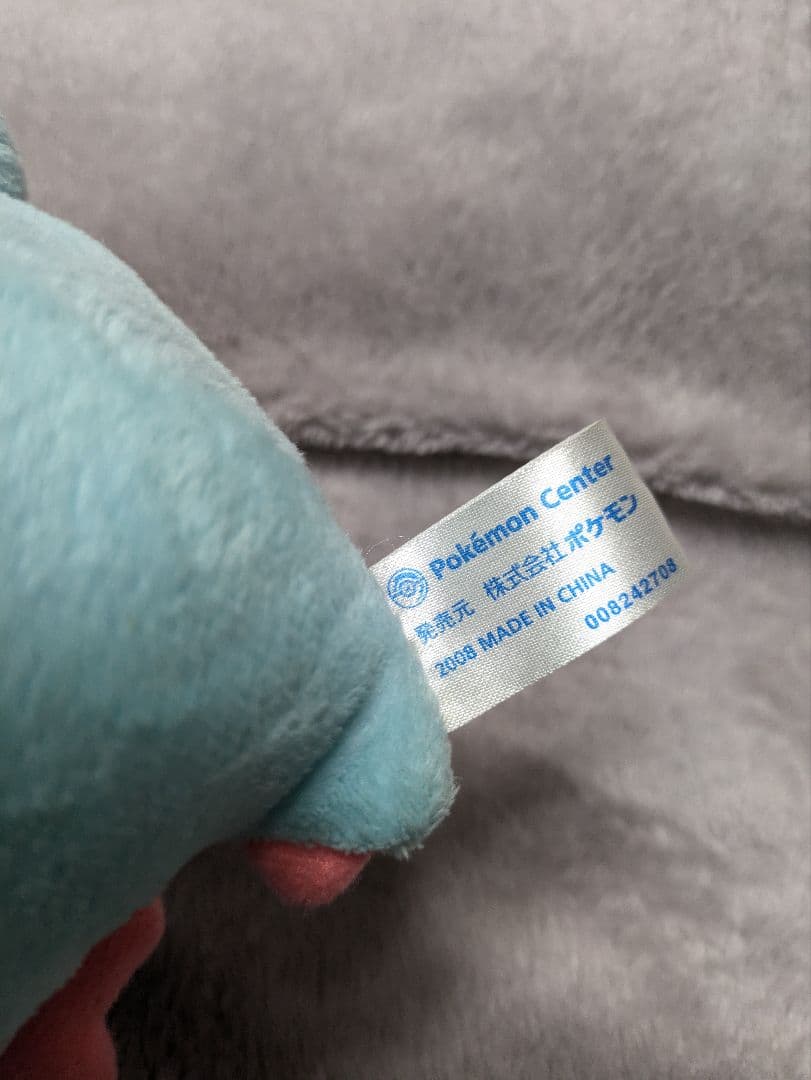 Pokémon Center
発売元 株式会社ポケモン
2008 MADE IN CHINA
008242708